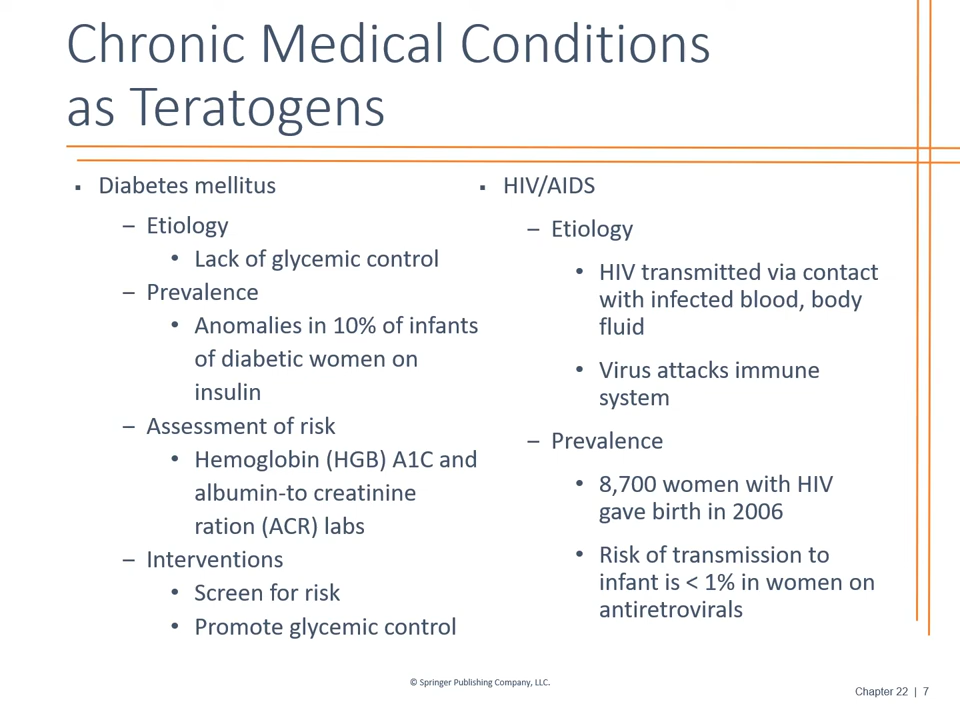 Chronic Medical Conditions
as Teratogens
▪ Diabetes mellitus
– Etiology
• Lack of glycemic control
– Prevalence
• Anomalies in 10% of infants
of diabetic women on
insulin
– Assessment of risk
• Hemoglobin (HGB) A1C and
albumin-to creatinine
ration (ACR) labs
– Interventions
• Screen for risk
• Promote glycemic control
▪ HIV/AIDS
– Etiology
• HIV transmitted via contact
with infected blood, body
fluid
• Virus attacks immune
system
– Prevalence
• 8,700 women with HIV
gave birth in 2006
• Risk of transmission to
infant is < 1% in women on
antiretrovirals
© Springer Publishing Company, LLC.
Chapter 22 | 7